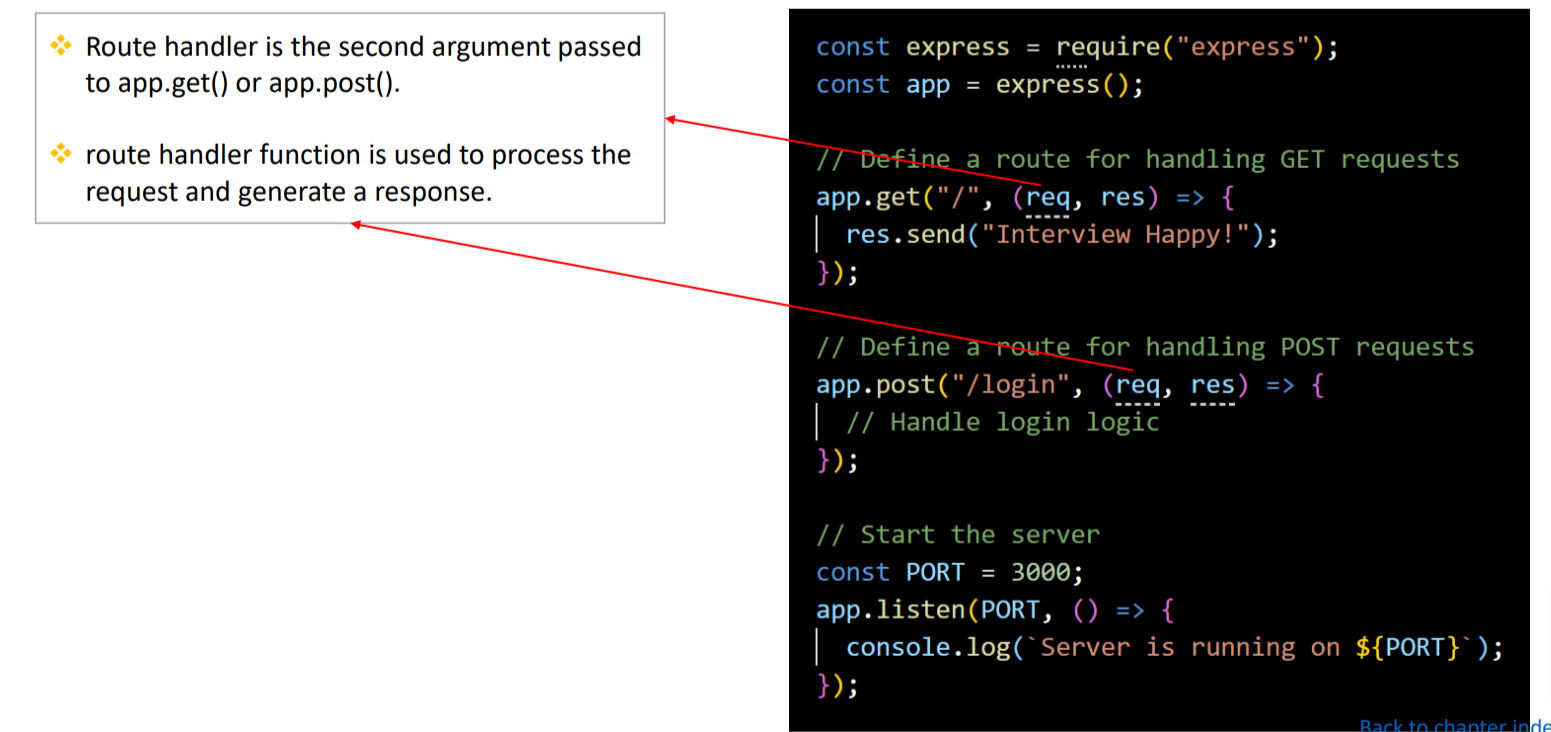 Route handler is the second argument passed
to app.get() or app.post().
route handler function is used to process the
request and generate a response.
const express = require("express");
const app = express();
// Define a route for handling GET requests
app.get("/", (req, res) => {
res.send("Interview Happy!");
});
// Define a route for handling POST requests
app.post("/login", (req, res) => {
// Handle login logic
});
// Start the server
const PORT = 3000;
app.listen(PORT, () => {
console.log(`Server is running on ${PORT}`);
});
Back to chapter inde